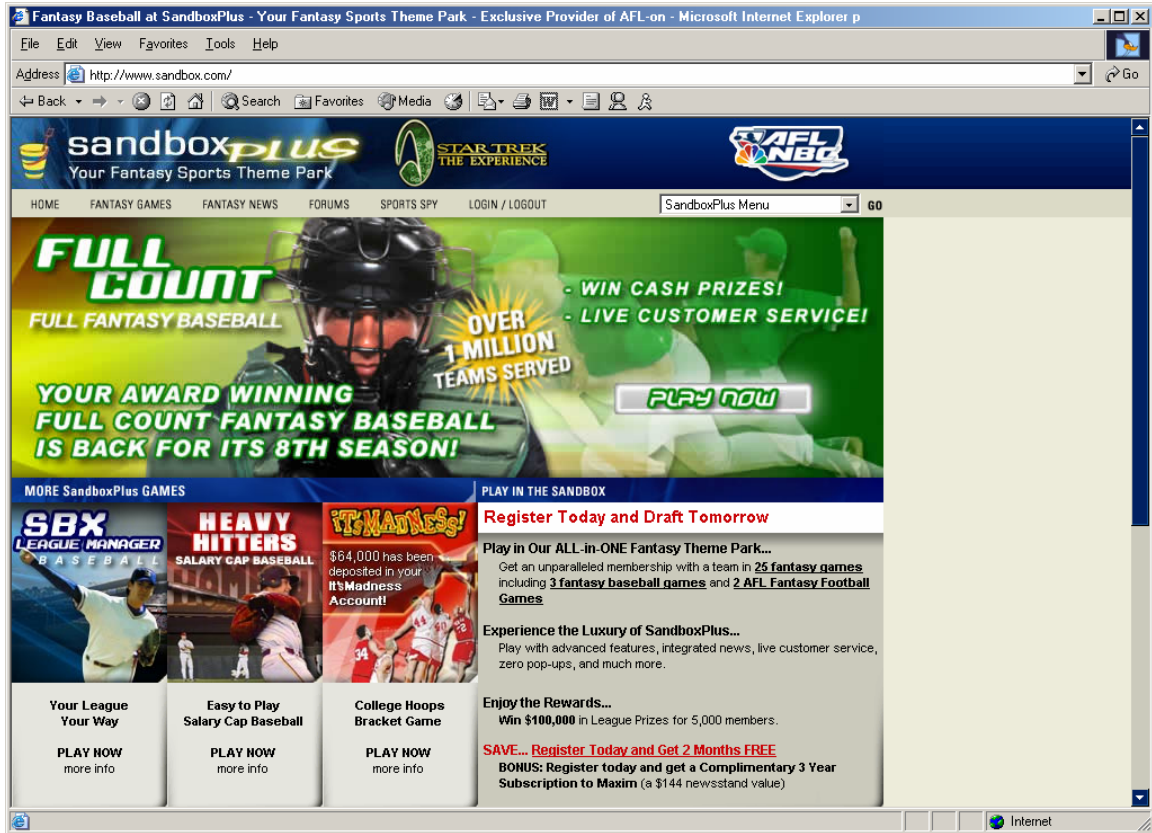 Fantasy Baseball at SandboxPlus - Your Fantasy Sports Theme Park - Exclusive Provider of AFL-on - Microsoft Internet Explorer p
File Edit View Favorites Tools Help
Address http://www.sandbox.com/ Go
Back Search Favorites Media
sandboxPLUS
Your Fantasy Sports Theme Park
STAR TREK
THE EXPERIENCE
AFL
NBC
HOME FANTASY GAMES FANTASY NEWS FORUMS SPORTS SPY LOGIN / LOGOUT SandboxPlus Menu GO
FULL
COUNT
FULL FANTASY BASEBALL
OVER
1 MILLION
TEAMS SERVED
- WIN CASH PRIZES!
- LIVE CUSTOMER SERVICE!
PLAY NOW
YOUR AWARD WINNING
FULL COUNT FANTASY BASEBALL
IS BACK FOR ITS 8TH SEASON!
MORE SandboxPlus GAMES
SBX
LEAGUE MANAGER
BASEBALL
Your League
Your Way
PLAY NOW
more info
HEAVY
HITTERS
SALARY CAP BASEBALL
Easy to Play
Salary Cap Baseball
PLAY NOW
more info
It'sMADNESS!
$64,000 has been
deposited in your
It'sMadness
Account!
44
50
34
College Hoops
Bracket Game
PLAY NOW
more info
PLAY IN THE SANDBOX
Register Today and Draft Tomorrow
Play in Our ALL-in-ONE Fantasy Theme Park...
Get an unparalleled membership with a team in 25 fantasy games
including 3 fantasy baseball games and 2 AFL Fantasy Football
Games
Experience the Luxury of SandboxPlus...
Play with advanced features, integrated news, live customer service,
zero pop-ups, and much more.
Enjoy the Rewards...
Win $100,000 in League Prizes for 5,000 members.
SAVE... Register Today and Get 2 Months FREE
BONUS: Register today and get a Complimentary 3 Year
Subscription to Maxim (a $144 newsstand value)
Internet